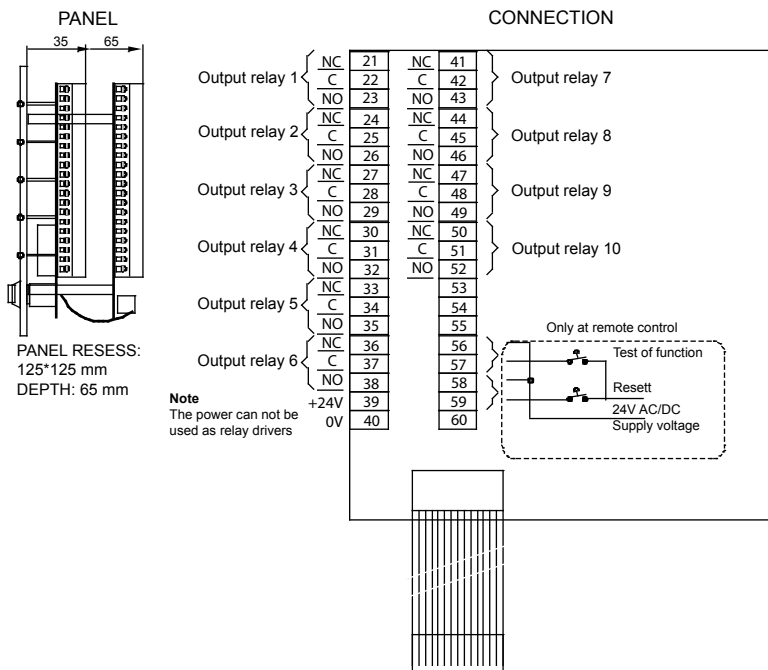 PANEL
35 65
PANEL RESESS:
125*125 mm
DEPTH: 65 mm
CONNECTION
Output relay 1
NC 21
C 22
NO 23
Output relay 2
NC 24
C 25
NO 26
Output relay 3
NC 27
C 28
NO 29
Output relay 4
NC 30
C 31
NO 32
Output relay 5
NC 33
C 34
NO 35
Output relay 6
NC 36
C 37
NO 38
+24V 39
0V 40
Note
The power can not be
used as relay drivers
NC 41
C 42
NO 43
Output relay 7
NC 44
C 45
NO 46
Output relay 8
NC 47
C 48
NO 49
Output relay 9
NC 50
C 51
NO 52
Output relay 10
53
54
55
56
57
58
59
60
Only at remote control
Test of function
Resett
24V AC/DC
Supply voltage